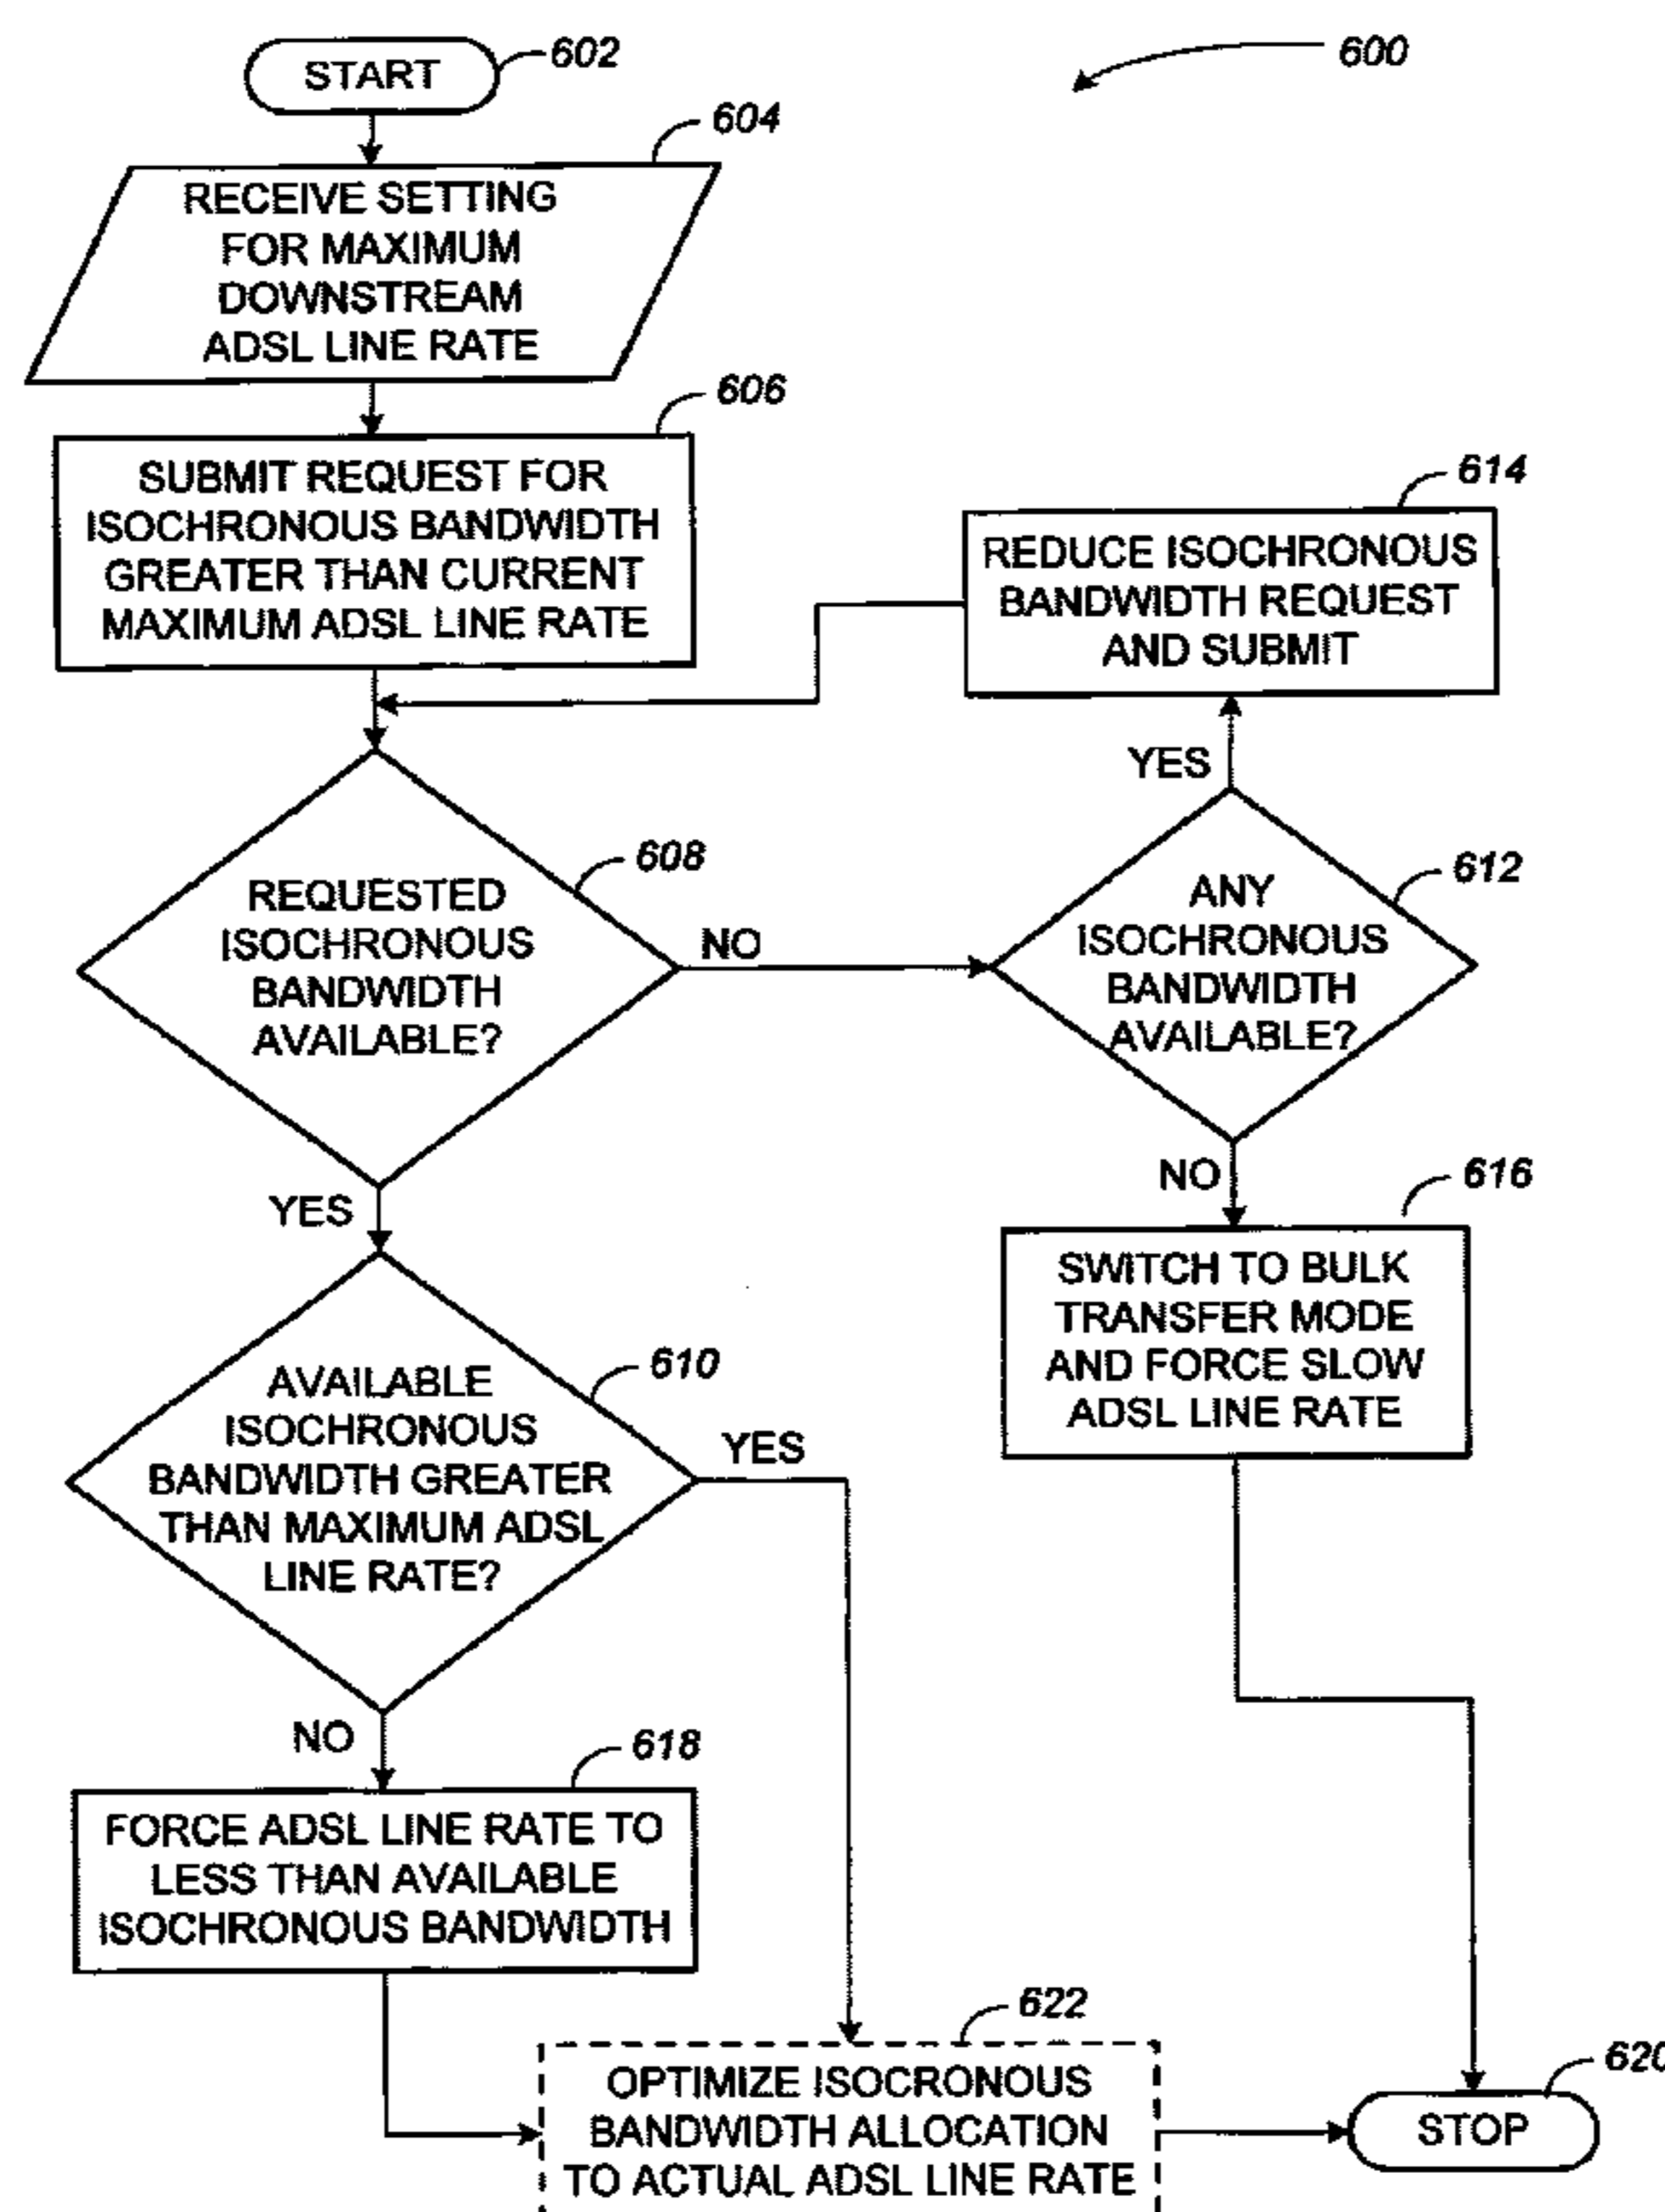 START
602
600
604
RECEIVE SETTING
FOR MAXIMUM
DOWNSTREAM
ADSL LINE RATE
606
SUBMIT REQUEST FOR
ISOCHRONOUS BANDWIDTH
GREATER THAN CURRENT
MAXIMUM ADSL LINE RATE
614
REDUCE ISOCHRONOUS
BANDWIDTH REQUEST
AND SUBMIT
YES
608
REQUESTED
ISOCHRONOUS
BANDWIDTH
AVAILABLE?
NO
612
ANY
ISOCHRONOUS
BANDWIDTH
AVAILABLE?
YES
NO
616
SWITCH TO BULK
TRANSFER MODE
AND FORCE SLOW
ADSL LINE RATE
610
AVAILABLE
ISOCHRONOUS
BANDWIDTH GREATER
THAN MAXIMUM ADSL
LINE RATE?
YES
NO
618
FORCE ADSL LINE RATE TO
LESS THAN AVAILABLE
ISOCHRONOUS BANDWIDTH
622
OPTIMIZE ISOCRONOUS
BANDWIDTH ALLOCATION
TO ACTUAL ADSL LINE RATE
620
STOP